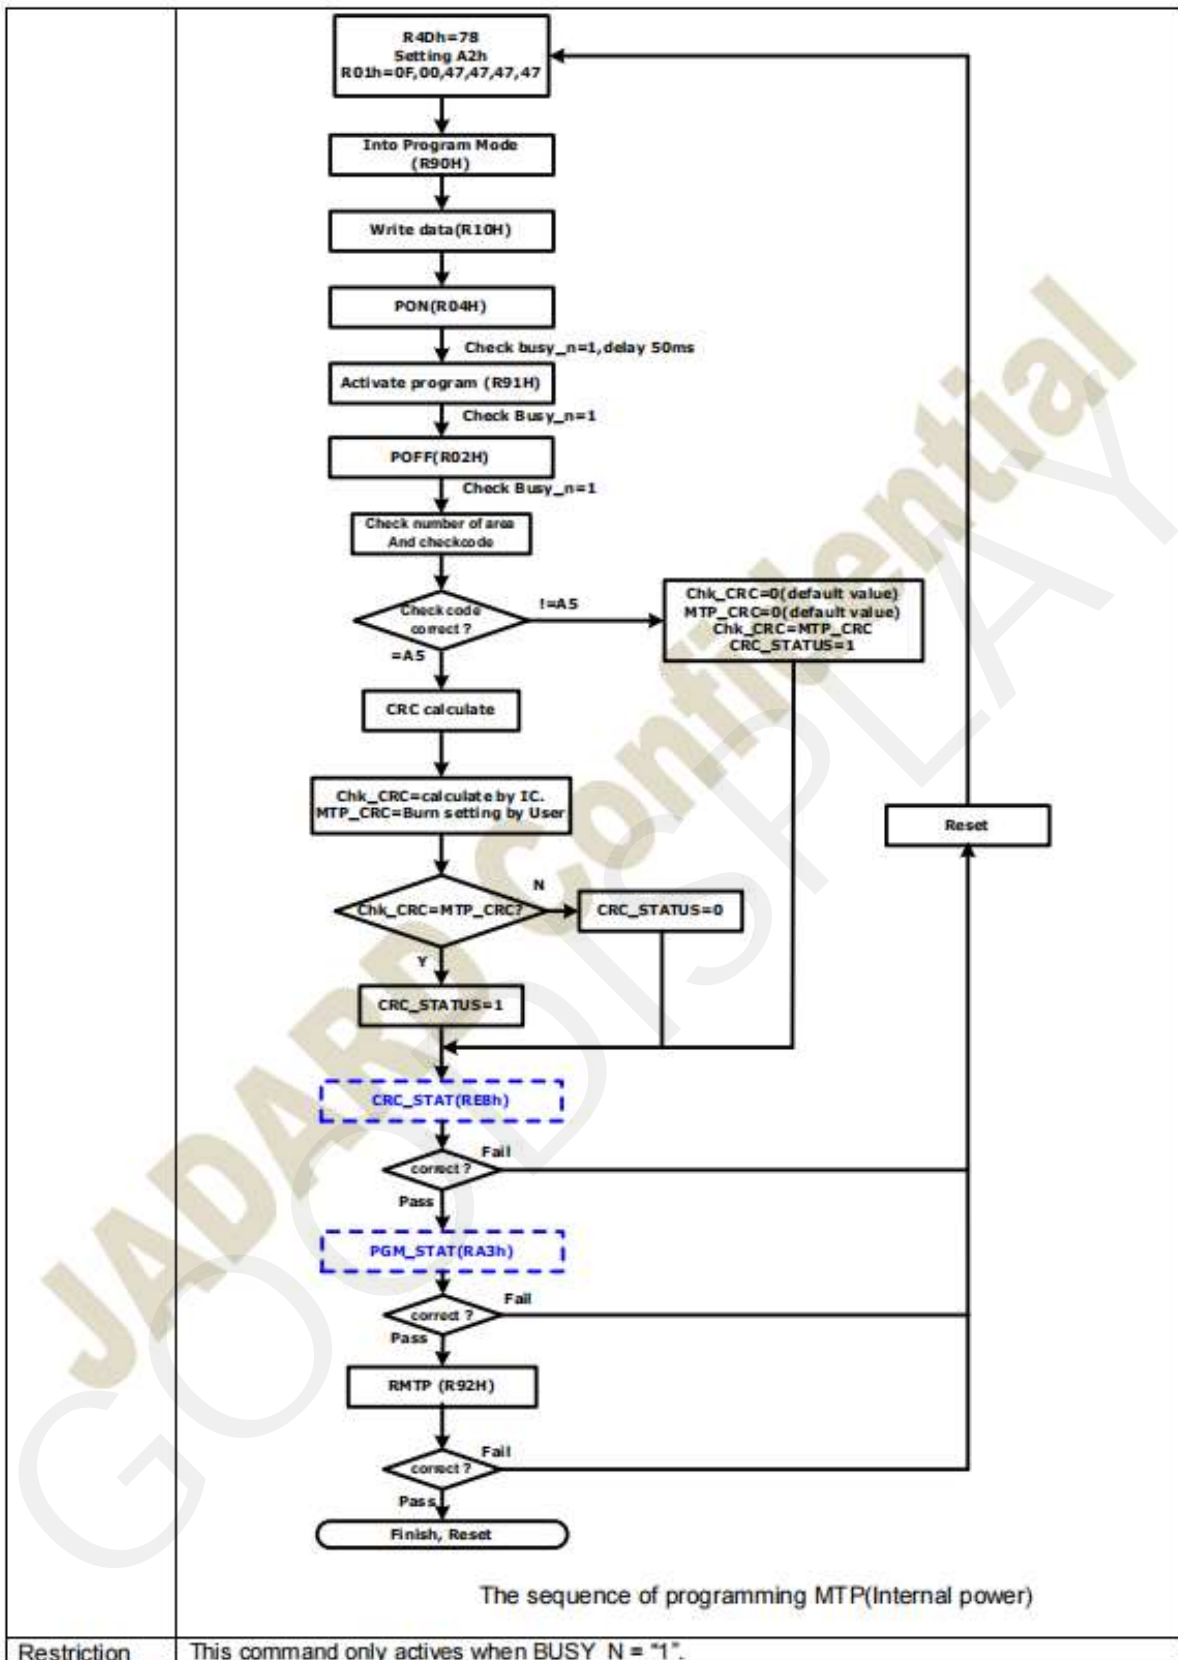 R4Dh=78
Setting A2h
R01h=0F,00,47,47,47,47
Into Program Mode
(R90H)
Write data(R10H)
PON(R04H)
Check busy_n=1,delay 50ms
Activate program (R91H)
Check Busy_n=1
POFF(R02H)
Check Busy_n=1
Check number of area
And checkcode
Check code
correct ?
!=A5
Chk_CRC=0(default value)
MTP_CRC=0(default value)
Chk_CRC=MTP_CRC
CRC_STATUS=1
=A5
CRC calculate
Chk_CRC=calculate by IC.
MTP_CRC=Burn setting by User
Reset
Chk_CRC=MTP_CRC?
N
CRC_STATUS=0
Y
CRC_STATUS=1
CRC_STAT(RE8h)
correct ?
Fail
Pass
PGM_STAT(RA3h)
correct ?
Fail
Pass
RMTP (R92H)
correct ?
Fail
Pass
Finish, Reset
The sequence of programming MTP(Internal power)
Restriction
This command only actives when BUSY_N = "1".
JADARD Confidential
GOODISPLAY